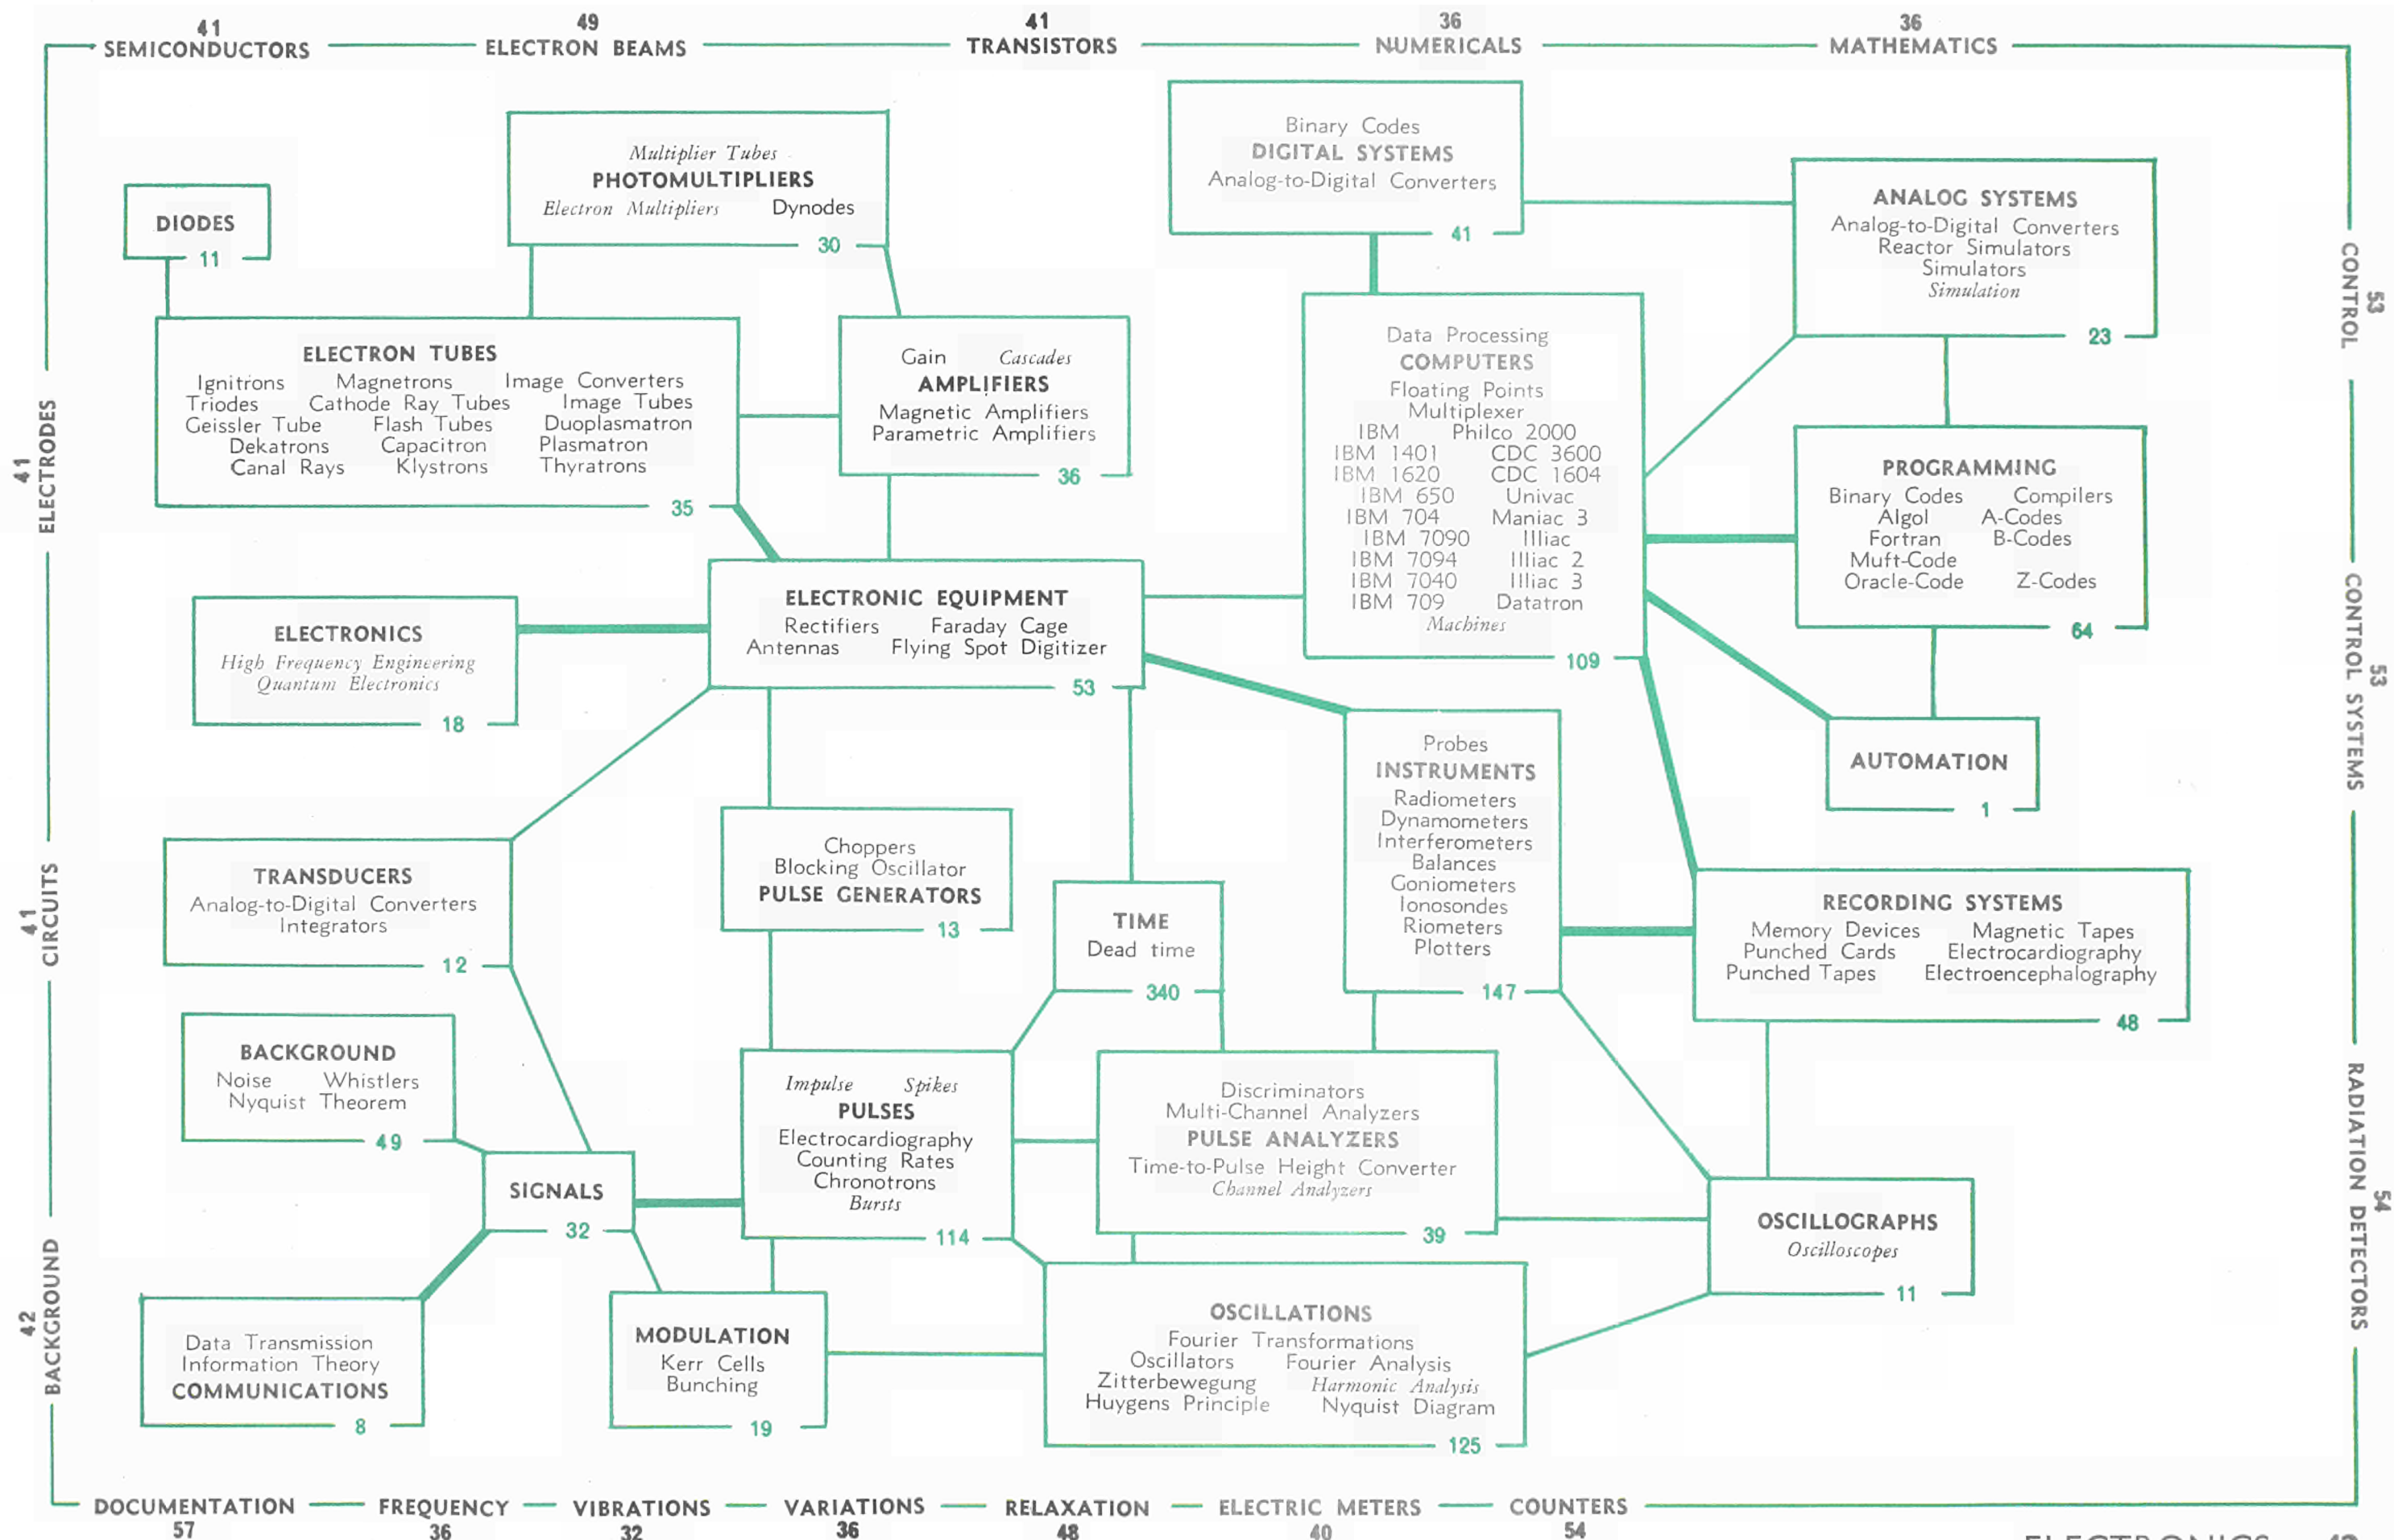 41 49 41 36 36
SEMICONDUCTORS ELECTRON BEAMS TRANSISTORS NUMERICALS MATHEMATICS
Multiplier Tubes
PHOTOMULTIPLIERS
Electron Multipliers Dynodes
30
Binary Codes
DIGITAL SYSTEMS
Analog-to-Digital Converters
41
ANALOG SYSTEMS
Analog-to-Digital Converters
Reactor Simulators
Simulators
Simulation
23
DIODES
11
ELECTRON TUBES
Ignitrons Magnetrons Image Converters
Triodes Cathode Ray Tubes Image Tubes
Geissler Tube Flash Tubes Duoplasmatron
Dekatrons Capacitron Plasmatron
Canal Rays Klystrons Thyratrons
35
Gain Cascades
AMPLIFIERS
Magnetic Amplifiers
Parametric Amplifiers
36
Data Processing
COMPUTERS
Floating Points
Multiplexer
IBM Philco 2000
IBM 1401 CDC 3600
IBM 1620 CDC 1604
IBM 650 Univac
IBM 704 Maniac 3
IBM 7090 Illiac
IBM 7094 Illiac 2
IBM 7040 Illiac 3
IBM 709 Datatron
Machines
109
PROGRAMMING
Binary Codes Compilers
Algol A-Codes
Fortran B-Codes
Muft-Code
Oracle-Code Z-Codes
64
ELECTRONICS
High Frequency Engineering
Quantum Electronics
18
ELECTRONIC EQUIPMENT
Rectifiers Faraday Cage
Antennas Flying Spot Digitizer
53
AUTOMATION
1
Probes
INSTRUMENTS
Radiometers
Dynamometers
Interferometers
Balances
Goniometers
Ionosondes
Riometers
Plotters
147
TRANSDUCERS
Analog-to-Digital Converters
Integrators
12
Choppers
Blocking Oscillator
PULSE GENERATORS
13
TIME
Dead time
340
RECORDING SYSTEMS
Memory Devices Magnetic Tapes
Punched Cards Electrocardiography
Punched Tapes Electroencephalography
48
BACKGROUND
Noise Whistlers
Nyquist Theorem
49
SIGNALS
32
Impulse Spikes
PULSES
Electrocardiography
Counting Rates
Chronotrons
Bursts
114
Discriminators
Multi-Channel Analyzers
PULSE ANALYZERS
Time-to-Pulse Height Converter
Channel Analyzers
39
OSCILLOGRAPHS
Oscilloscopes
11
Data Transmission
Information Theory
COMMUNICATIONS
8
MODULATION
Kerr Cells
Bunching
19
OSCILLATIONS
Fourier Transformations
Oscillators Fourier Analysis
Zitterbewegung Harmonic Analysis
Huygens Principle Nyquist Diagram
125
41
ELECTRODES
41
CIRCUITS
42
BACKGROUND
53
CONTROL
53
CONTROL SYSTEMS
54
RADIATION DETECTORS
DOCUMENTATION FREQUENCY VIBRATIONS VARIATIONS RELAXATION ELECTRIC METERS COUNTERS
57 36 32 36 48 40 54
ELECTRONICS